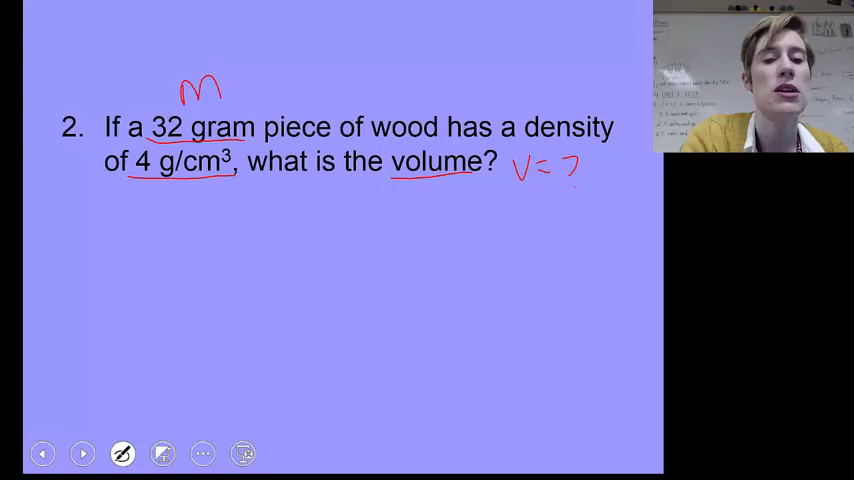 m
2. If a 32 gram piece of wood has a density
of 4 g/cm³, what is the volume? V = ?